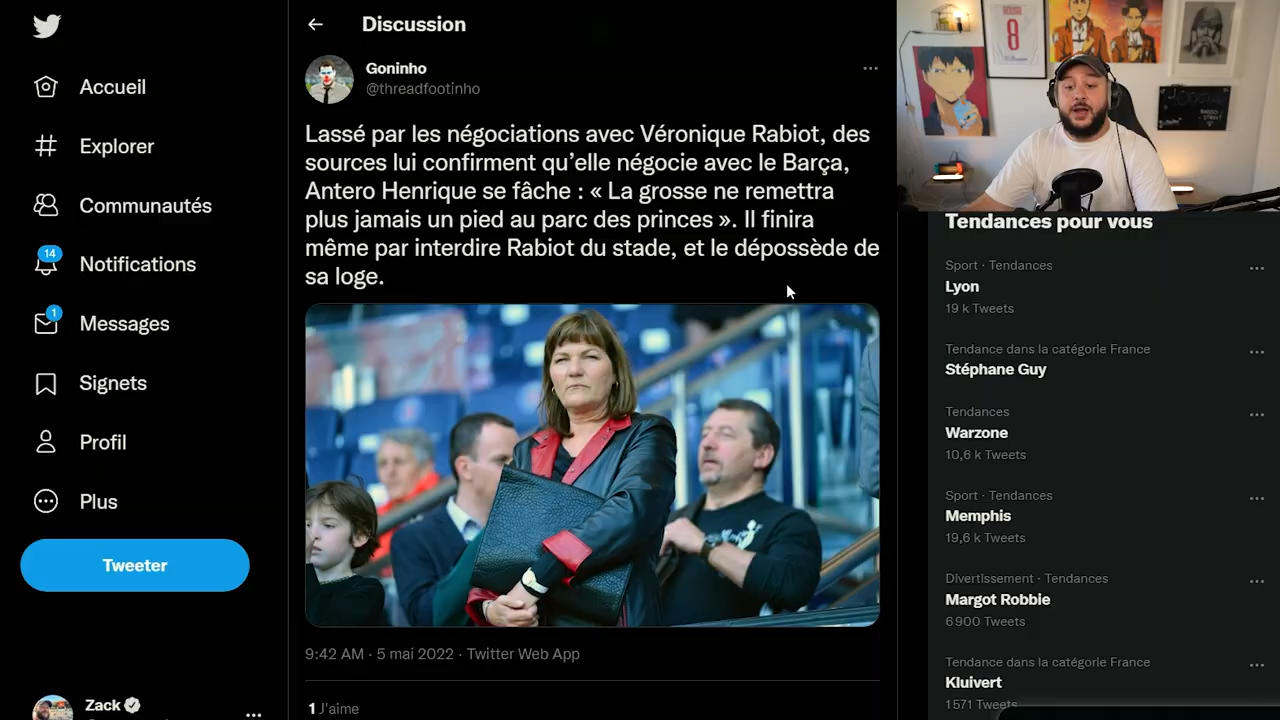 Discussion
Goninho
@threadfootinho
Lassé par les négociations avec Véronique Rabiot, des
sources lui confirment qu’elle négocie avec le Barça,
Antero Henrique se fâche : « La grosse ne remettra
plus jamais un pied au parc des princes ». Il finira
même par interdire Rabiot du stade, et le dépossède de
sa loge.
9:42 AM · 5 mai 2022 · Twitter Web App
1 J'aime
Accueil
Explorer
Communautés
14
Notifications
1
Messages
Signets
Profil
Plus
Tweeter
Zack
8
Tendances pour vous
Sport · Tendances
Lyon
19 k Tweets
Tendance dans la catégorie France
Stéphane Guy
Tendances
Warzone
10,6 k Tweets
Sport · Tendances
Memphis
19,6 k Tweets
Divertissement · Tendances
Margot Robbie
6 900 Tweets
Tendance dans la catégorie France
Kluivert
1 571 Tweets